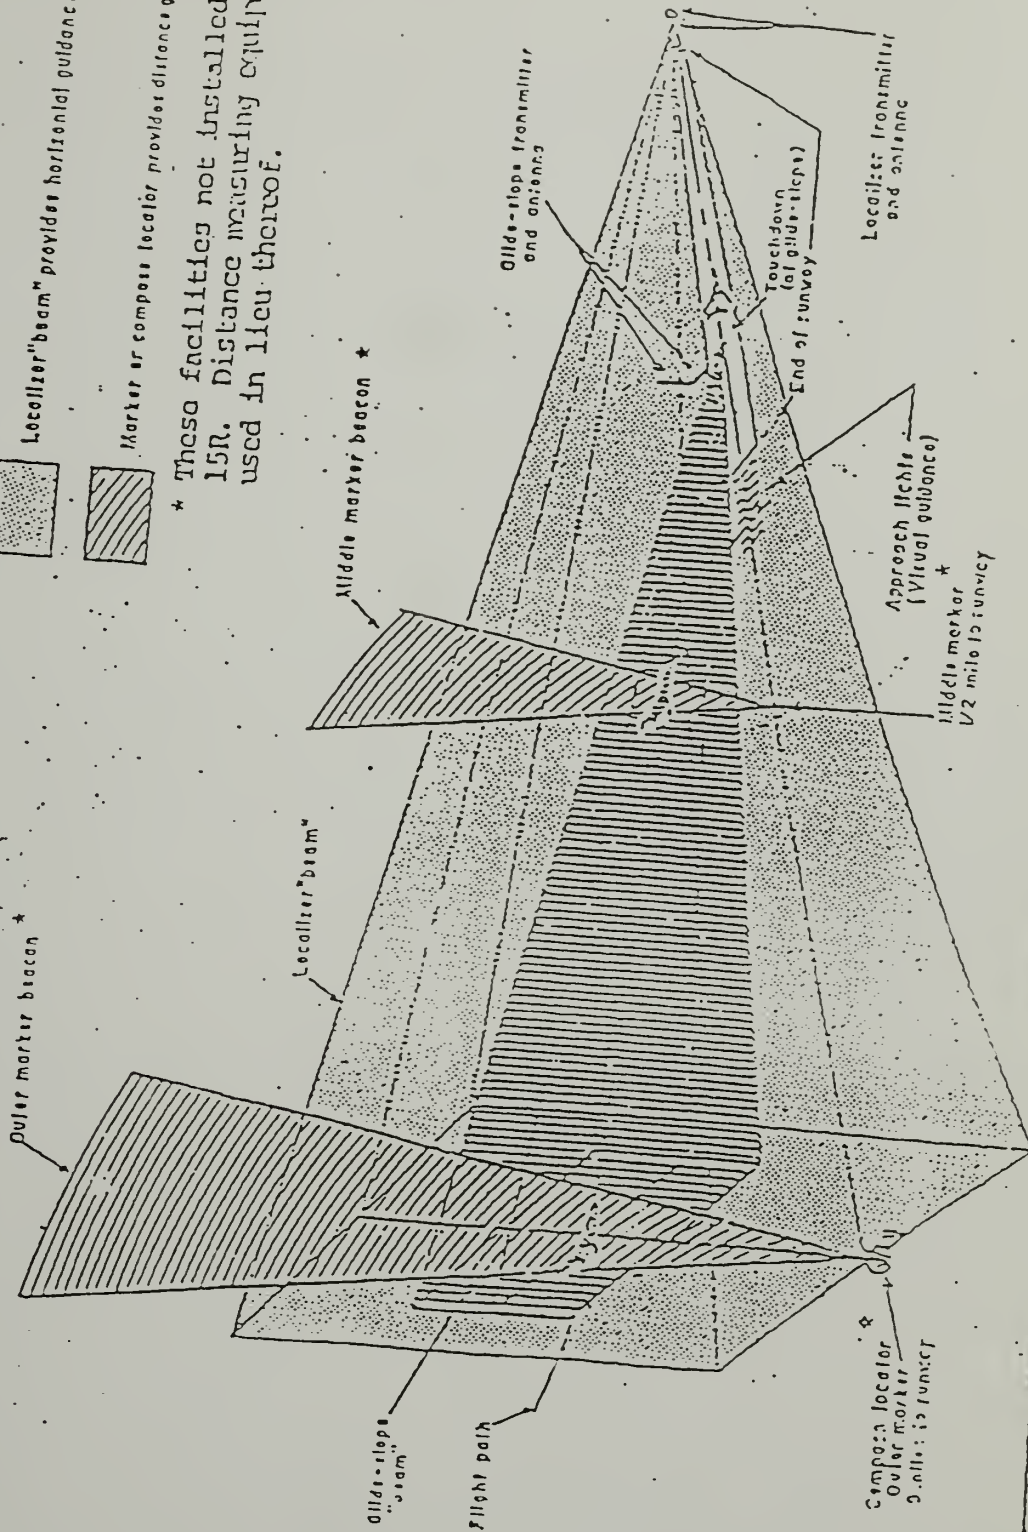 Localizer "beam" provides horizontal guidance.
Marker or compass locator provides distance
* These facilities not installed
15R. Distance measuring
used in lieu thereof.
Outer marker beacon *
Middle marker beacon *
Localizer "beam"
Glide-slope transmitter
and antenna
Localizer transmitter
and antenna
Touchdown
(at glide-slope)
End of runway
Approach lights
(Visual guidance)
Middle marker *
1/2 mile to runway
Glide-slope
"beam"
Flight path
Compass locator
Outer marker
to runway